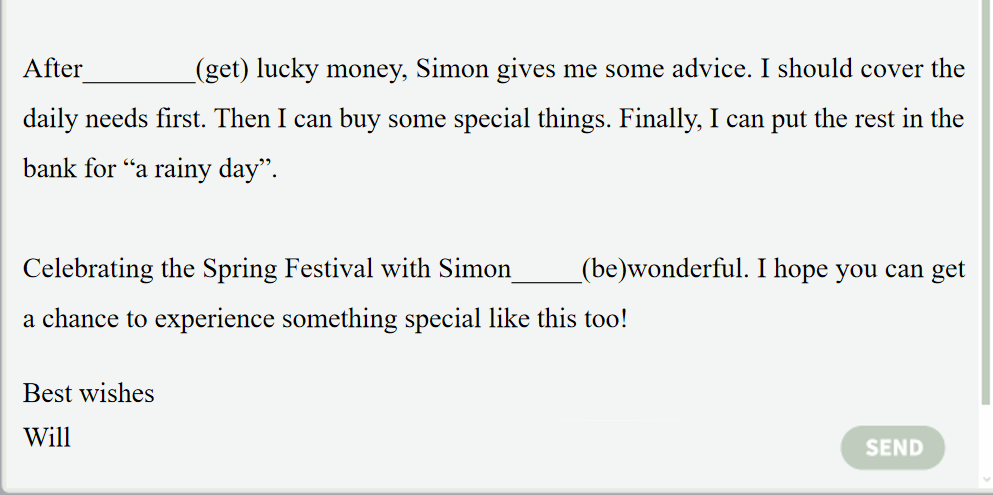 After________(get) lucky money, Simon gives me some advice. I should cover the
daily needs first. Then I can buy some special things. Finally, I can put the rest in the
bank for “a rainy day”.
Celebrating the Spring Festival with Simon_____(be)wonderful. I hope you can get
a chance to experience something special like this too!
Best wishes
Will
SEND